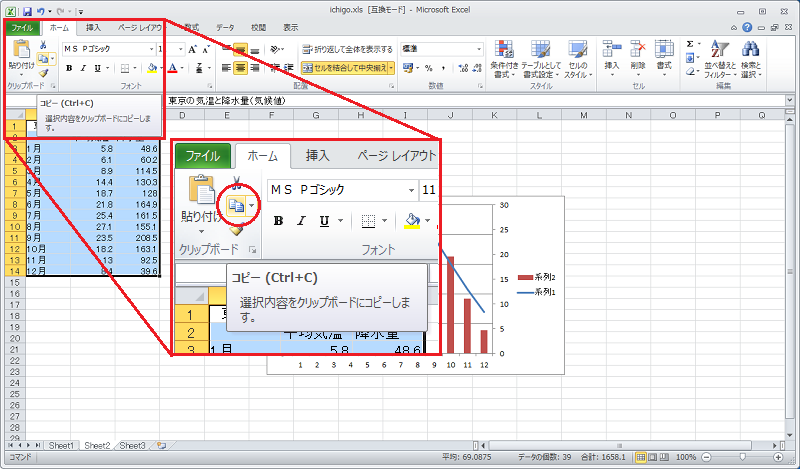 ichigo.xls [互換モード] - Microsoft Excel
ファイル ホーム 挿入 ページ レイアウト 数式 データ 校閲 表示
ＭＳ Ｐゴシック 11 折り返して全体を表示する 標準
貼り付け B I U セルを結合して中央揃え 条件付き書式 テーブルとして書式設定 セルのスタイル 挿入 削除 書式 並べ替えとフィルター 検索と選択
クリップボード フォント 配置 数値 スタイル セル 編集
コピー (Ctrl+C)
選択内容をクリップボードにコピーします。
東京の気温と降水量(気候値)
D E F G H I J K L M N O P Q
1
2
3 1月 5.8 48.6
4 2月 6.1 60.2
5 3月 8.9 114.5
6 4月 14.4 130.3
7 5月 18.7 128
8 6月 21.8 164.9
9 7月 25.4 161.5
10 8月 27.1 155.1
11 9月 23.5 208.5
12 10月 18.2 163.1
13 11月 13 92.5
14 12月 8.4 39.6
15
16
17
18
19
20
21
22
23
24
25
26
27
28
29
ファイル ホーム 挿入 ページ レイアウト
ＭＳ Ｐゴシック 11
貼り付け B I U
クリップボード フォント
コピー (Ctrl+C)
選択内容をクリップボードにコピーします。
1
2 平均気温 降水量
3 1月 5.8 48.6
30
25
20
15
10
5
0
系列2
系列1
1 2 3 4 5 6 7 8 9 10 11 12
Sheet1 Sheet2 Sheet3
コマンド 平均: 69.0875 データの個数: 39 合計: 1658.1 100%